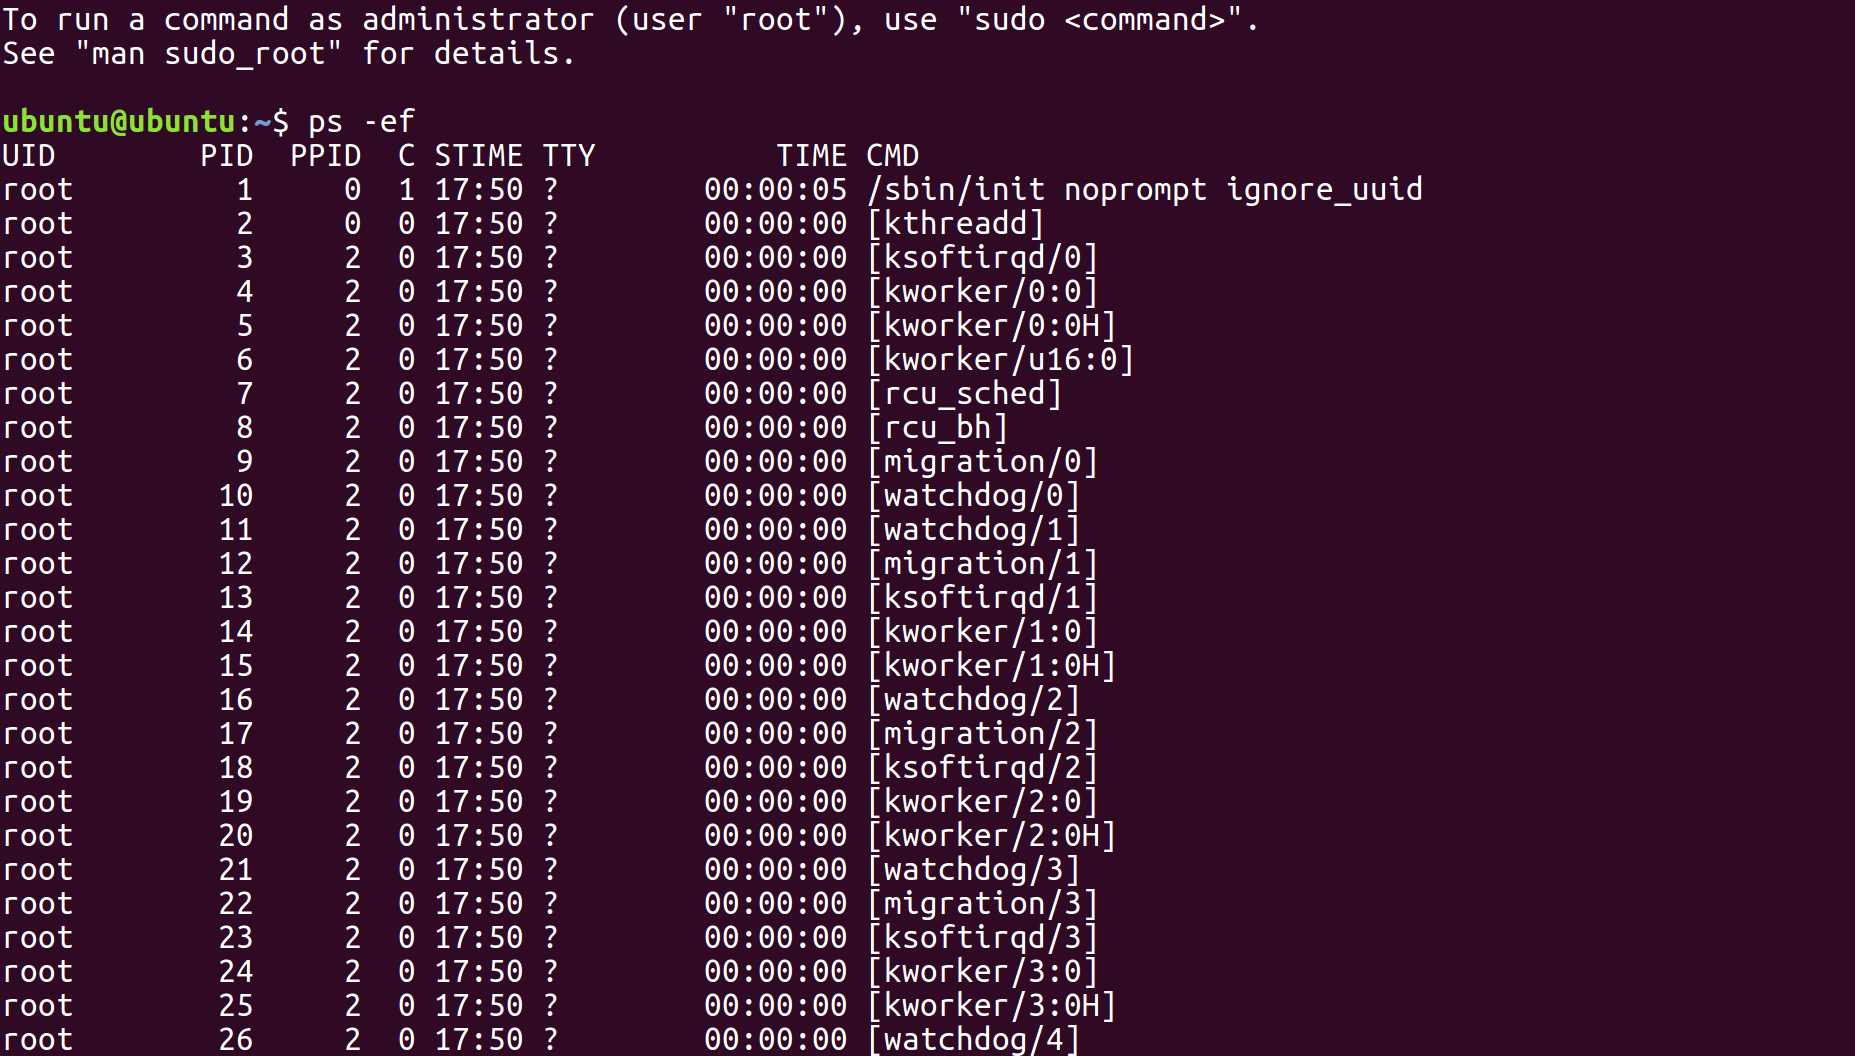 To run a command as administrator (user "root"), use "sudo <command>".
See "man sudo_root" for details.

ubuntu@ubuntu:~$ ps -ef
UID        PID  PPID  C STIME TTY          TIME CMD
root         1     0  1 17:50 ?        00:00:05 /sbin/init noprompt ignore_uuid
root         2     0  0 17:50 ?        00:00:00 [kthreadd]
root         3     2  0 17:50 ?        00:00:00 [ksoftirqd/0]
root         4     2  0 17:50 ?        00:00:00 [kworker/0:0]
root         5     2  0 17:50 ?        00:00:00 [kworker/0:0H]
root         6     2  0 17:50 ?        00:00:00 [kworker/u16:0]
root         7     2  0 17:50 ?        00:00:00 [rcu_sched]
root         8     2  0 17:50 ?        00:00:00 [rcu_bh]
root         9     2  0 17:50 ?        00:00:00 [migration/0]
root        10     2  0 17:50 ?        00:00:00 [watchdog/0]
root        11     2  0 17:50 ?        00:00:00 [watchdog/1]
root        12     2  0 17:50 ?        00:00:00 [migration/1]
root        13     2  0 17:50 ?        00:00:00 [ksoftirqd/1]
root        14     2  0 17:50 ?        00:00:00 [kworker/1:0]
root        15     2  0 17:50 ?        00:00:00 [kworker/1:0H]
root        16     2  0 17:50 ?        00:00:00 [watchdog/2]
root        17     2  0 17:50 ?        00:00:00 [migration/2]
root        18     2  0 17:50 ?        00:00:00 [ksoftirqd/2]
root        19     2  0 17:50 ?        00:00:00 [kworker/2:0]
root        20     2  0 17:50 ?        00:00:00 [kworker/2:0H]
root        21     2  0 17:50 ?        00:00:00 [watchdog/3]
root        22     2  0 17:50 ?        00:00:00 [migration/3]
root        23     2  0 17:50 ?        00:00:00 [ksoftirqd/3]
root        24     2  0 17:50 ?        00:00:00 [kworker/3:0]
root        25     2  0 17:50 ?        00:00:00 [kworker/3:0H]
root        26     2  0 17:50 ?        00:00:00 [watchdog/4]